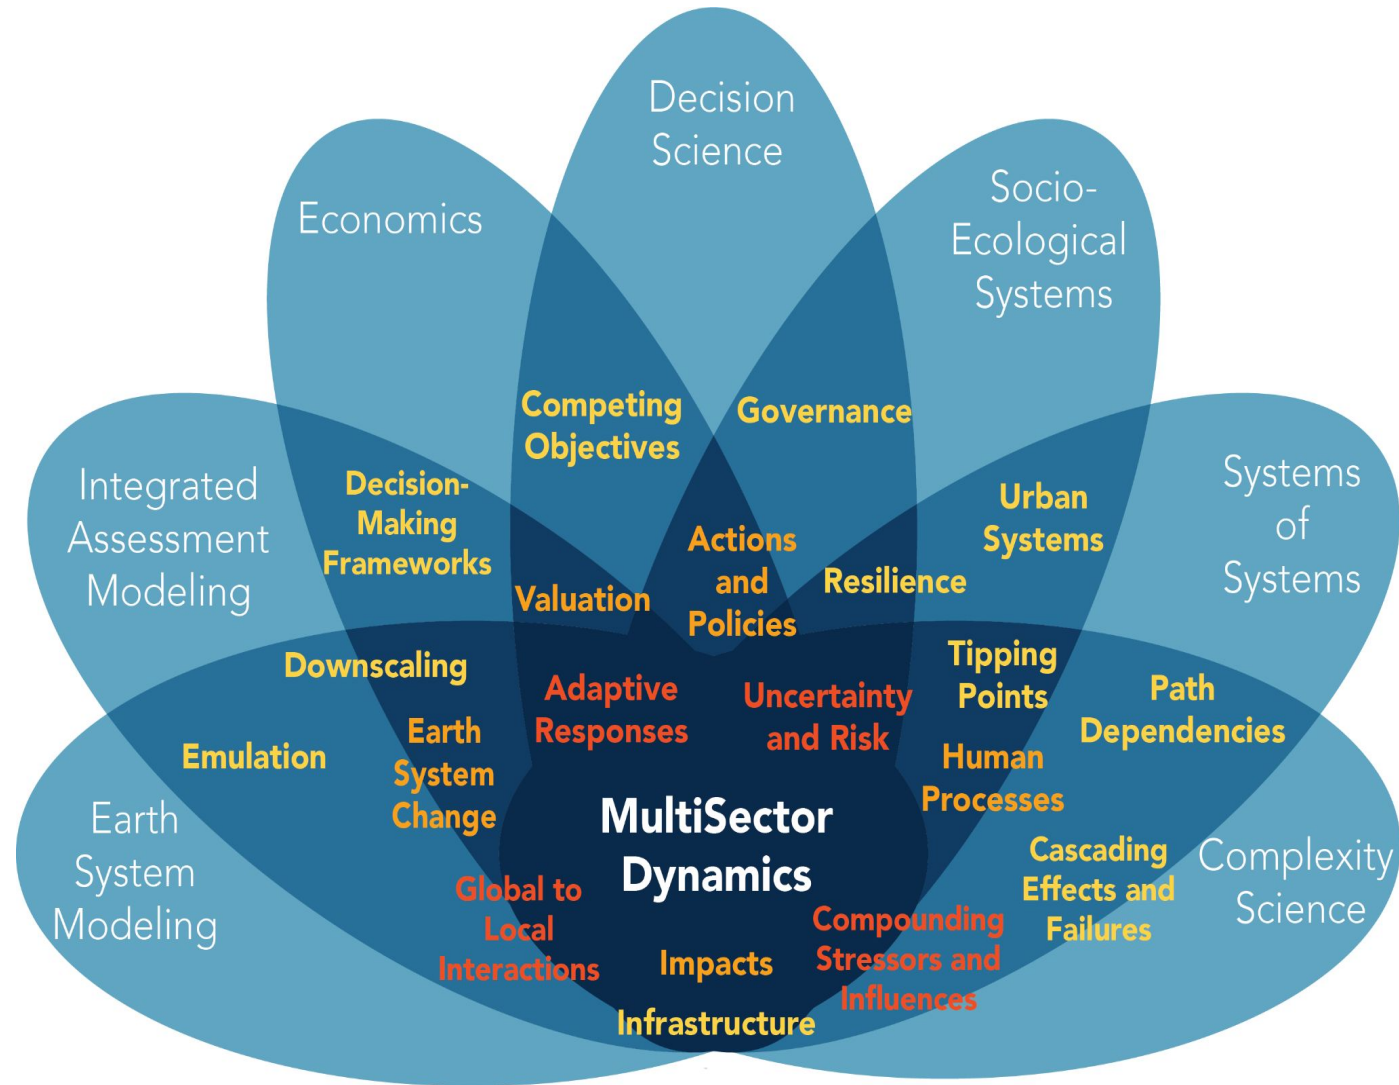 Decision
Science
Economics
Socio-
Ecological
Systems
Competing
Objectives
Governance
Integrated
Assessment
Modeling
Decision-
Making
Frameworks
Urban
Systems
Systems
of
Systems
Valuation
Actions
and
Policies
Resilience
Downscaling
Adaptive
Responses
Uncertainty
and Risk
Tipping
Points
Path
Dependencies
Emulation
Earth
System
Change
Human
Processes
Earth
System
Modeling
MultiSector
Dynamics
Cascading
Effects and
Failures
Complexity
Science
Global to
Local
Interactions
Impacts
Compounding
Stressors and
Influences
Infrastructure